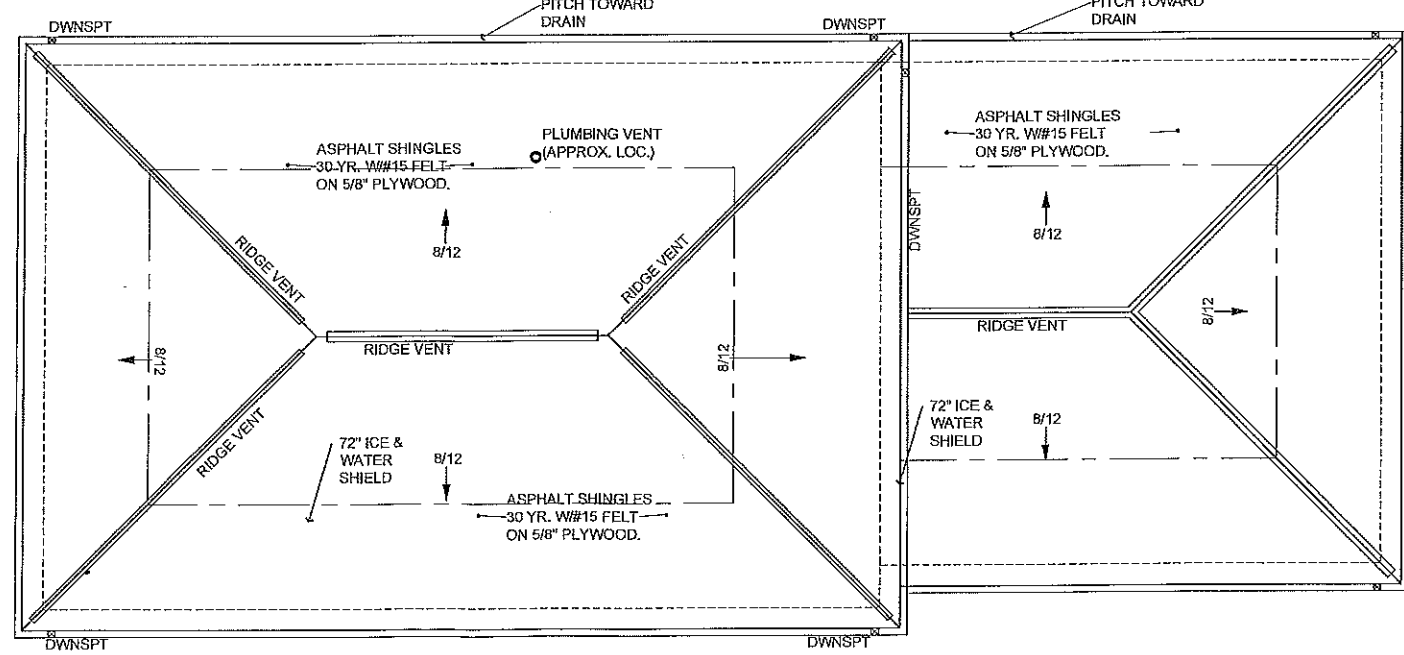 PITCH TOWARD
DRAIN
PITCH TOWARD
DRAIN
DWNSPT
DWNSPT
ASPHALT SHINGLES
30 YR. W/#15 FELT
ON 5/8" PLYWOOD.
PLUMBING VENT
(APPROX. LOC.)
ASPHALT SHINGLES
30 YR. W/#15 FELT
ON 5/8" PLYWOOD.
DWNSPT
8/12
8/12
RIDGE VENT
RIDGE VENT
RIDGE VENT
RIDGE VENT
8/12
8/12
8/12
RIDGE VENT
72" ICE &
WATER
SHIELD
8/12
72" ICE &
WATER
SHIELD
8/12
ASPHALT SHINGLES
30 YR. W/#15 FELT
ON 5/8" PLYWOOD.
DWNSPT
DWNSPT